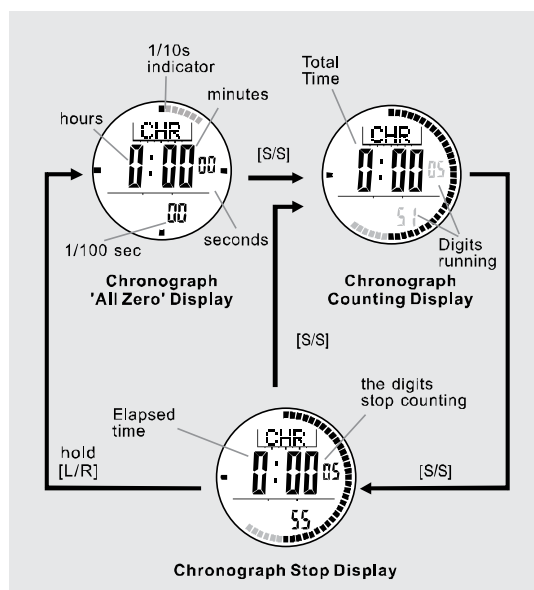 1/10s
indicator
hours
minutes
CHR
0:00 00
00
1/100 sec
seconds
Chronograph
'All Zero' Display
[S/S]
Total
Time
CHR
0:00 05
51
Digits
running
Chronograph
Counting Display
[S/S]
Elapsed
time
the digits
stop counting
CHR
0:00 05
55
hold
[L/R]
[S/S]
Chronograph Stop Display